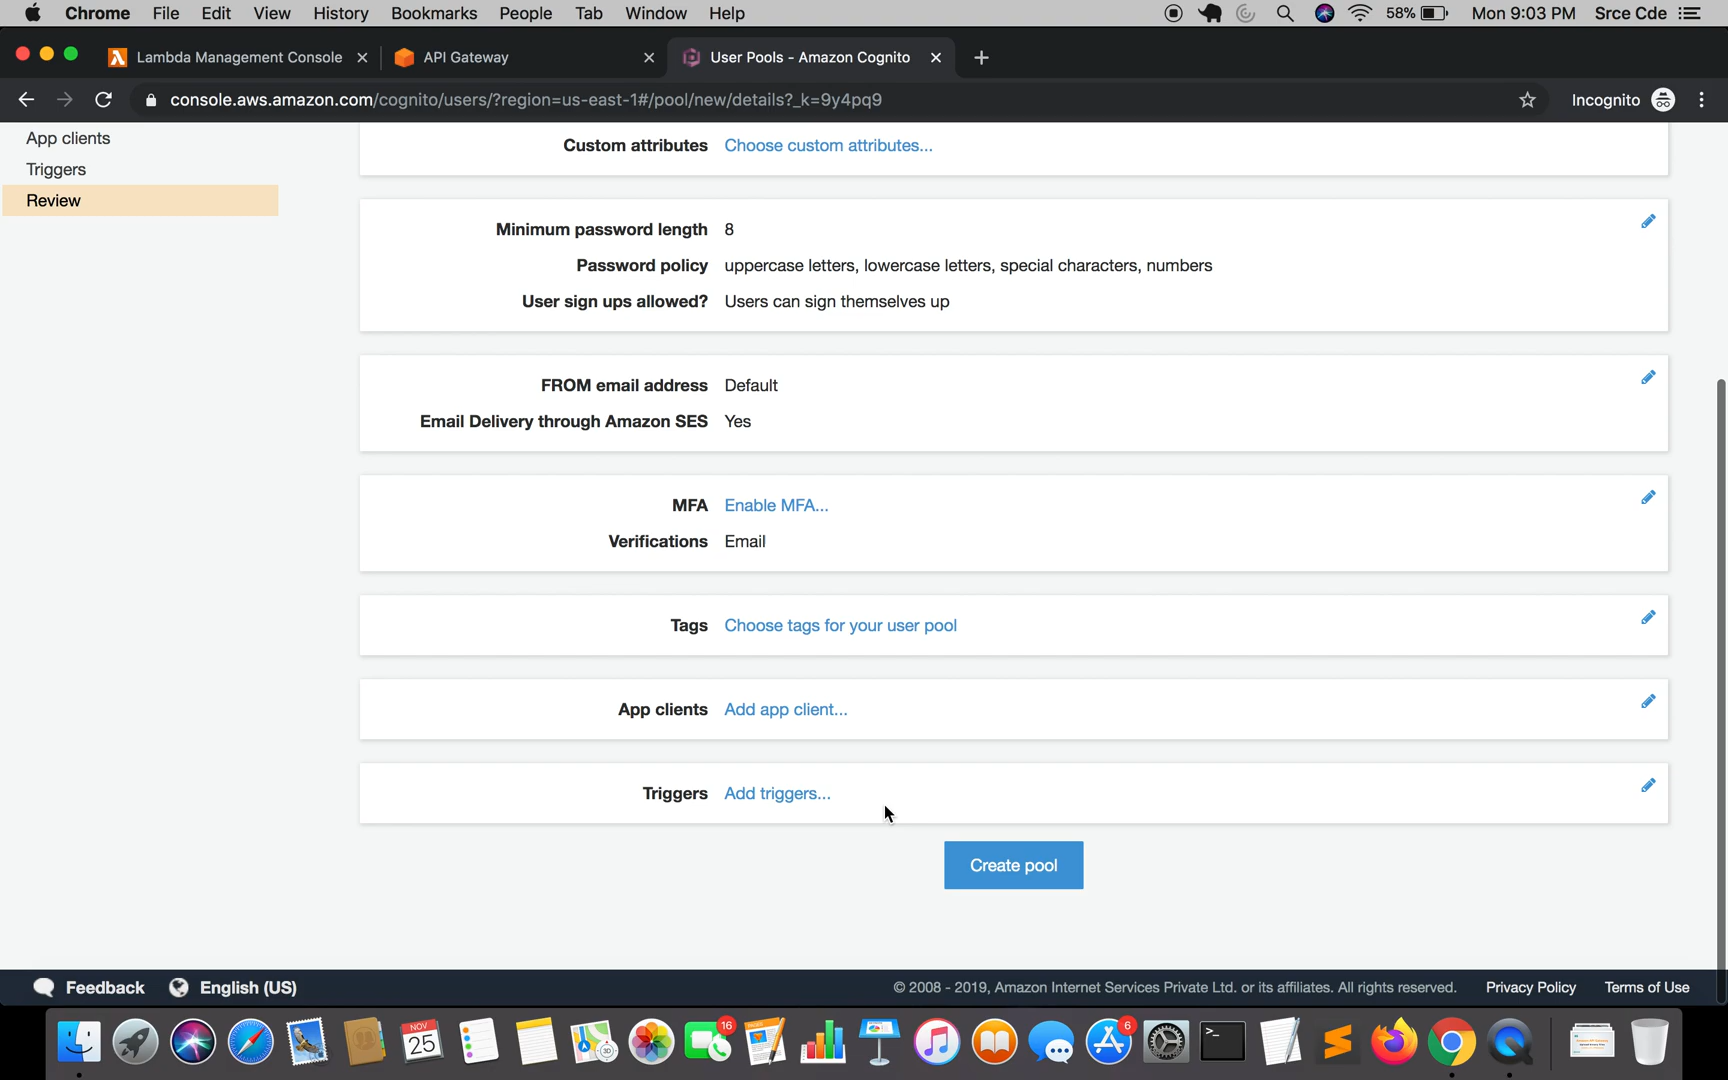 Chrome File Edit View History Bookmarks People Tab Window Help 58% Mon 9:03 PM Srce Cde
Lambda Management Console API Gateway User Pools - Amazon Cognito
console.aws.amazon.com/cognito/users/?region=us-east-1#/pool/new/details?_k=9y4pq9 Incognito
App clients
Triggers
Review
Custom attributes Choose custom attributes...
Minimum password length 8
Password policy uppercase letters, lowercase letters, special characters, numbers
User sign ups allowed? Users can sign themselves up
FROM email address Default
Email Delivery through Amazon SES Yes
MFA Enable MFA...
Verifications Email
Tags Choose tags for your user pool
App clients Add app client...
Triggers Add triggers...
Create pool
Feedback English (US) © 2008 - 2019, Amazon Internet Services Private Ltd. or its affiliates. All rights reserved. Privacy Policy Terms of Use
NOV
25
16
6